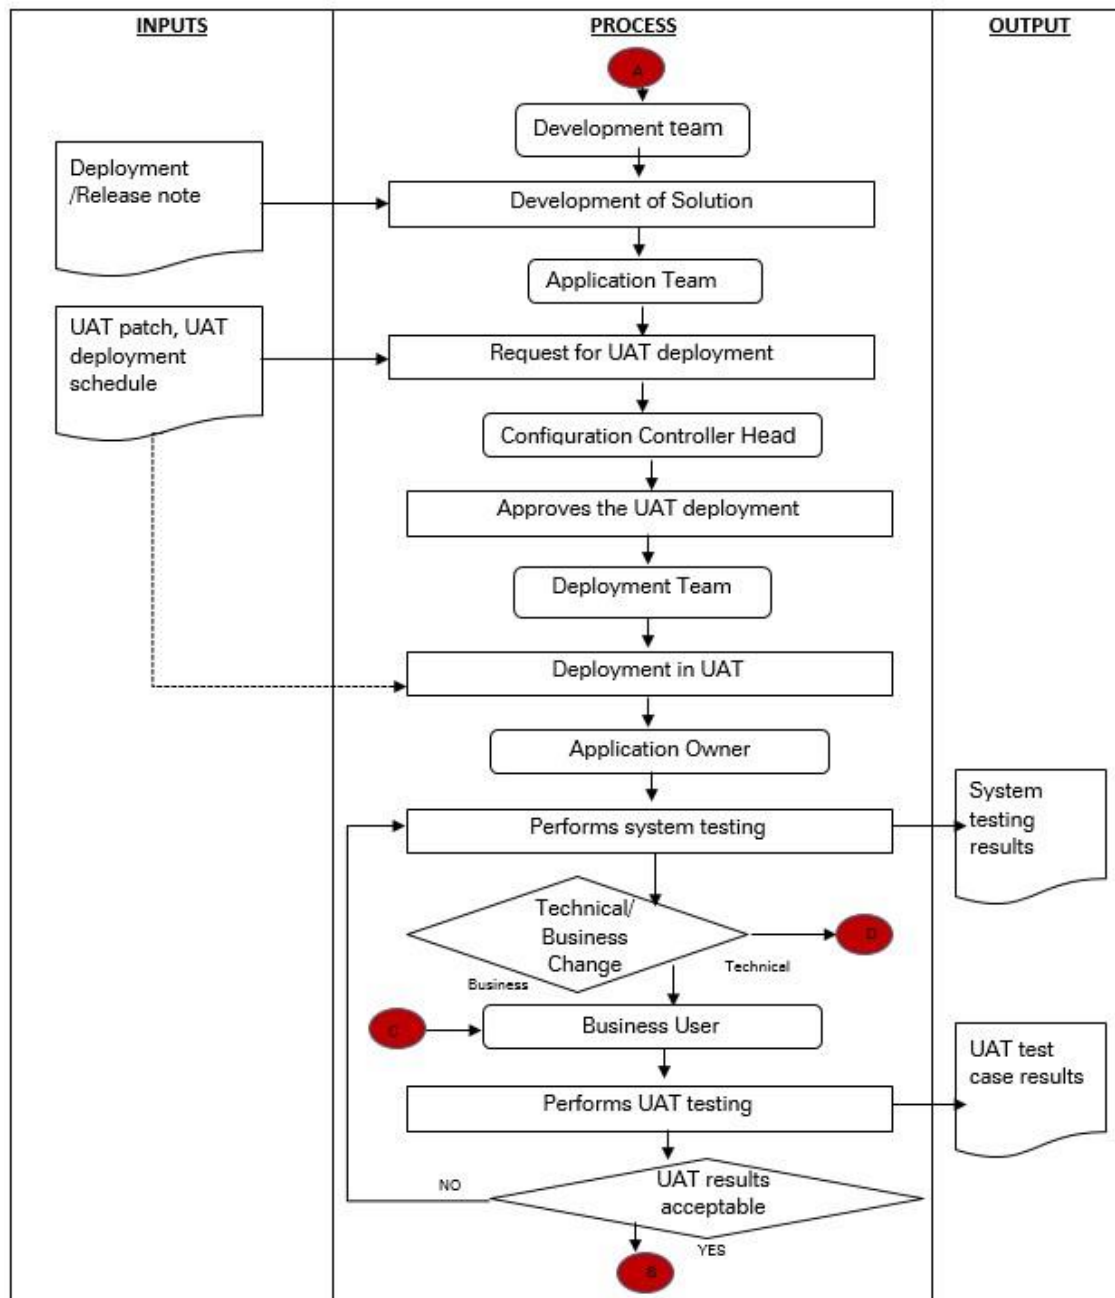 INPUTS
PROCESS
OUTPUT
A
Development team
Deployment
/Release note
Development of Solution
Application Team
UAT patch, UAT
deployment
schedule
Request for UAT deployment
Configuration Controller Head
Approves the UAT deployment
Deployment Team
Deployment in UAT
Application Owner
System
testing
results
Performs system testing
Technical/
Business
Change
D
Technical
Business
C
Business User
UAT test
case results
Performs UAT testing
UAT results
acceptable
NO
YES
B